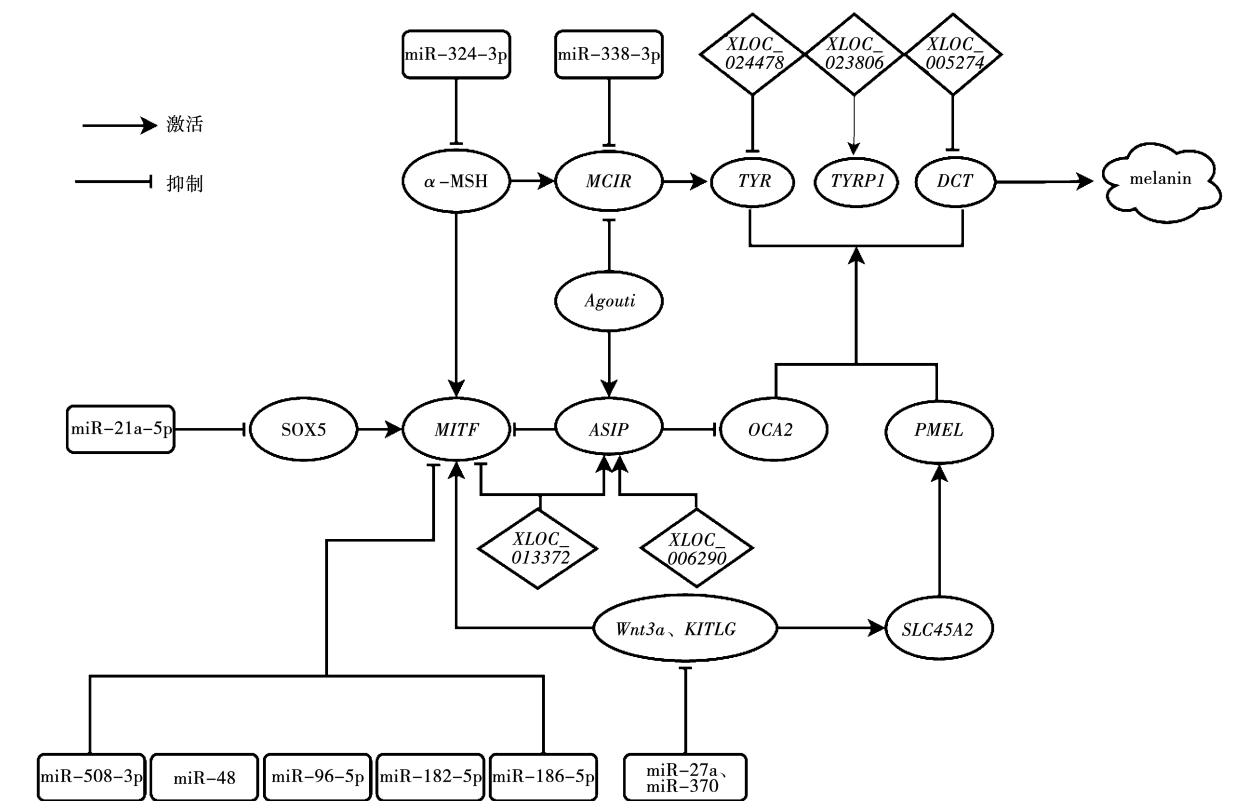 miR-324-3p
miR-338-3p
XLOC_
024478
XLOC_
023806
XLOC_
005274
激活
抑制
α-MSH
MCIR
TYR
TYRP1
DCT
melanin
Agouti
miR-21a-5p
SOX5
MITF
ASIP
OCA2
PMEL
XLOC_
013372
XLOC_
006290
Wnt3a、KITLG
SLC45A2
miR-508-3p
miR-48
miR-96-5p
miR-182-5p
miR-186-5p
miR-27a、
miR-370